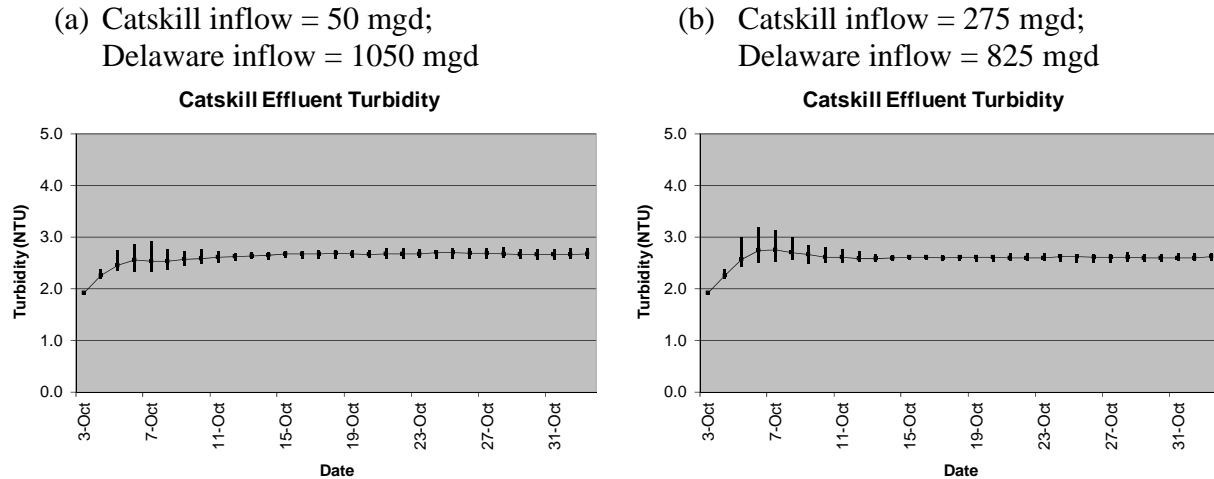 (a) Catskill inflow = 50 mgd;
Delaware inflow = 1050 mgd
Catskill Effluent Turbidity
Turbidity (NTU)
5.0
4.0
3.0
2.0
1.0
0.0
3-Oct
7-Oct
11-Oct
15-Oct
19-Oct
23-Oct
27-Oct
31-Oct
Date
(b) Catskill inflow = 275 mgd;
Delaware inflow = 825 mgd
Catskill Effluent Turbidity
Turbidity (NTU)
5.0
4.0
3.0
2.0
1.0
0.0
3-Oct
7-Oct
11-Oct
15-Oct
19-Oct
23-Oct
27-Oct
31-Oct
Date